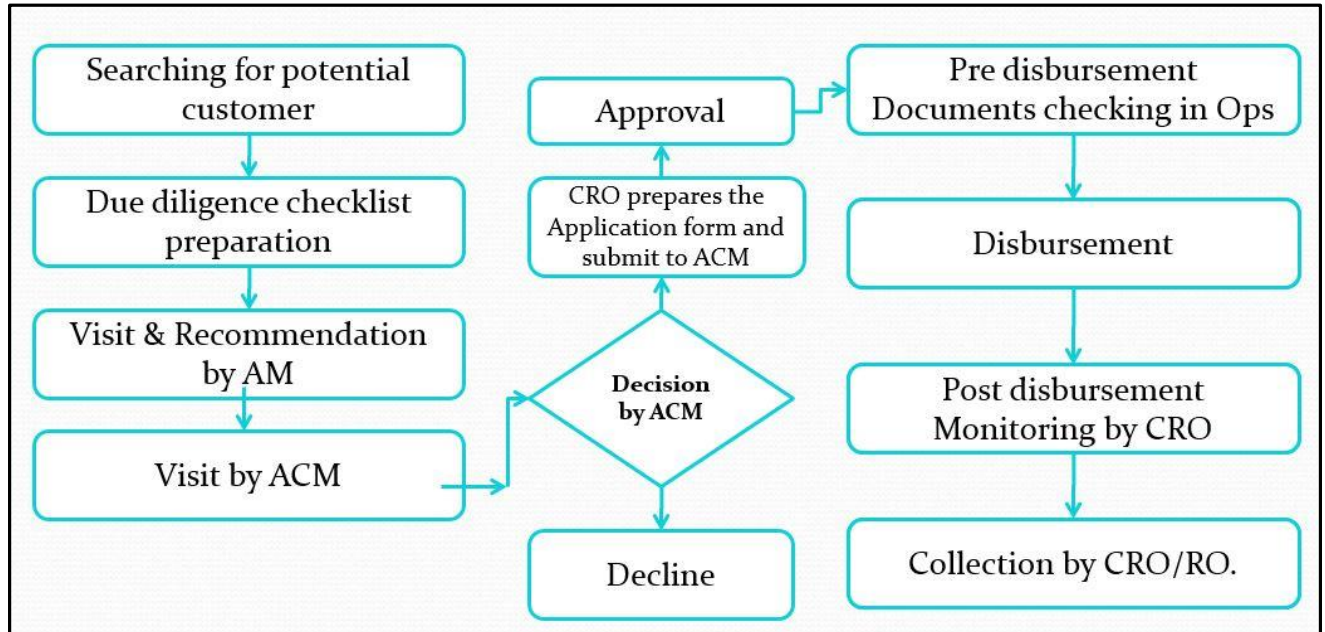 Searching for potential
customer
Due diligence checklist
preparation
Visit & Recommendation
by AM
Visit by ACM
Decision
by ACM
CRO prepares the
Application form and
submit to ACM
Approval
Decline
Pre disbursement
Documents checking in Ops
Disbursement
Post disbursement
Monitoring by CRO
Collection by CRO/RO.